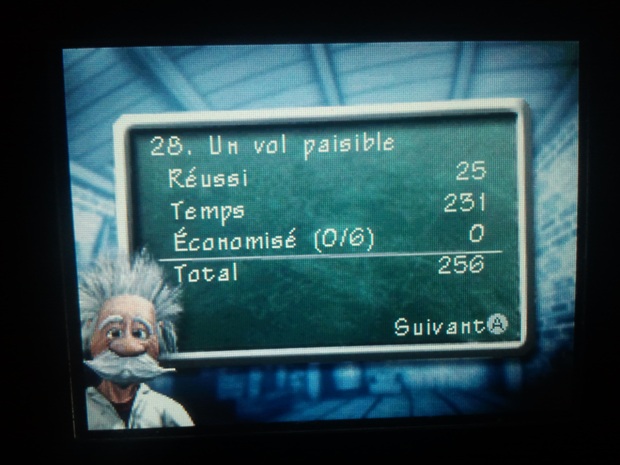 28. Un vol paisible
Réussi 25
Temps 231
Économisé (0/6) 0
Total 256
Suivant A